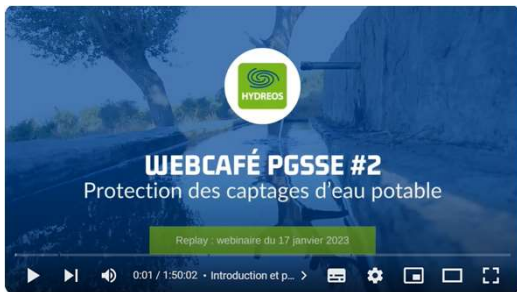 HYDREOS
WEBCAFÉ PGSSE #2
Protection des captages d'eau potable
Replay : webinaire du 17 janvier 2023
0:01 / 1:50:02 • Introduction et p...